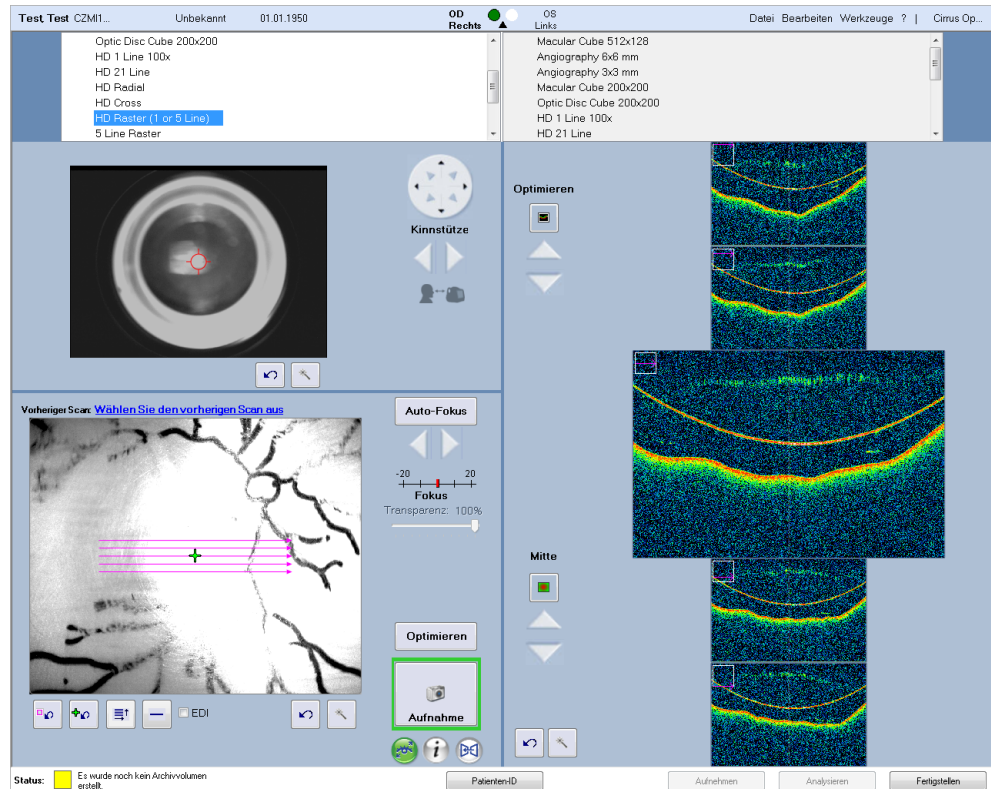 Test, Test CZMI1... Unbekannt 01.01.1950 OD Rechts OS Links Datei Bearbeiten Werkzeuge ? | Cirrus Op...
Optic Disc Cube 200x200
HD 1 Line 100x
HD 21 Line
HD Radial
HD Cross
HD Raster (1 or 5 Line)
5 Line Raster
Macular Cube 512x128
Angiography 6x6 mm
Angiography 3x3 mm
Macular Cube 200x200
Optic Disc Cube 200x200
HD 1 Line 100x
HD 21 Line
Kinnstütze
Optimieren
Mitte
Vorheriger Scan: Wählen Sie den vorherigen Scan aus
Auto-Fokus
-20 20
Fokus
Transparenz: 100%
Optimieren
Aufnahme
EDI
Status: Es wurde noch kein Archivvolumen
erstellt.
Patienten-ID Aufnehmen Analysieren Fertigstellen